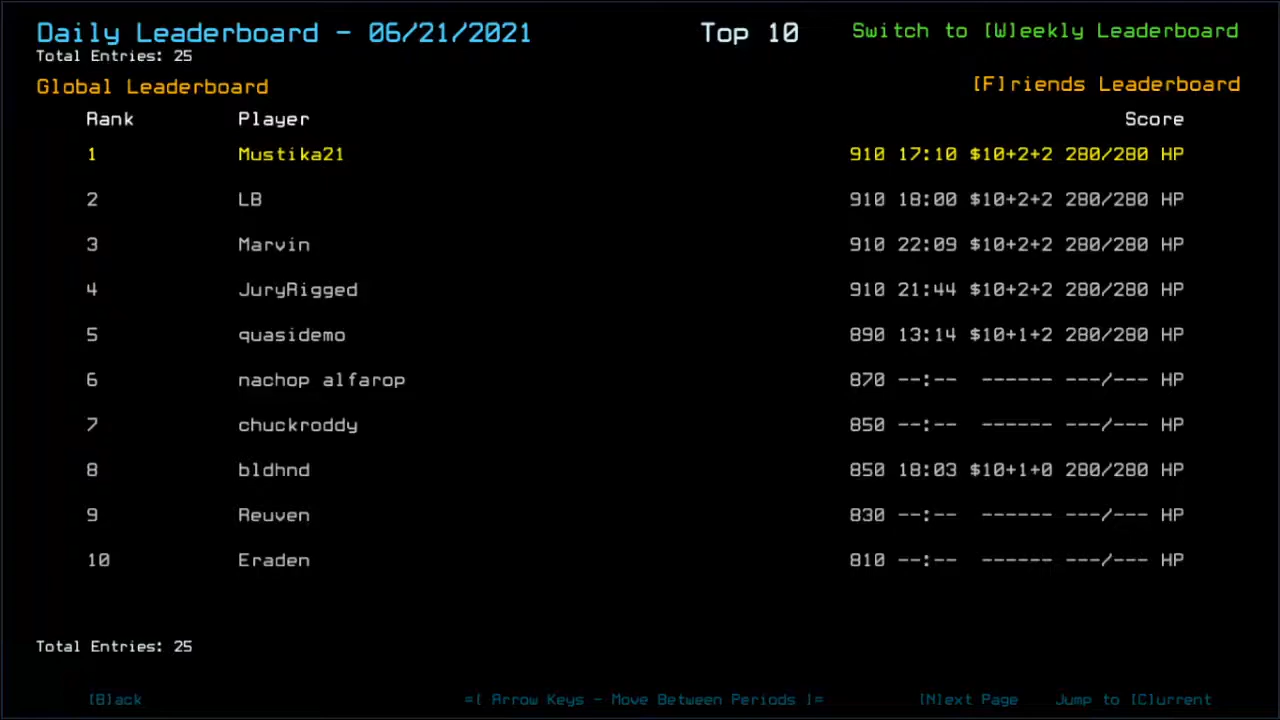 Daily Leaderboard - 06/21/2021 Top 10 Switch to [W]eekly Leaderboard
Total Entries: 25
Global Leaderboard [F]riends Leaderboard
Rank Player Score
1 Mustika21 910 17:10 $10+2+2 280/280 HP
2 LB 910 18:00 $10+2+2 280/280 HP
3 Marvin 910 22:09 $10+2+2 280/280 HP
4 JuryRigged 910 21:44 $10+2+2 280/280 HP
5 quasidemo 890 13:14 $10+1+2 280/280 HP
6 nachop alfarop 870 --:-- ------ ---/--- HP
7 chuckroddy 850 --:-- ------ ---/--- HP
8 bldhnd 850 18:03 $10+1+0 280/280 HP
9 Reuven 830 --:-- ------ ---/--- HP
10 Eraden 810 --:-- ------ ---/--- HP
Total Entries: 25
[B]ack =[ Arrow Keys - Move Between Periods ]= [N]ext Page Jump to [C]urrent